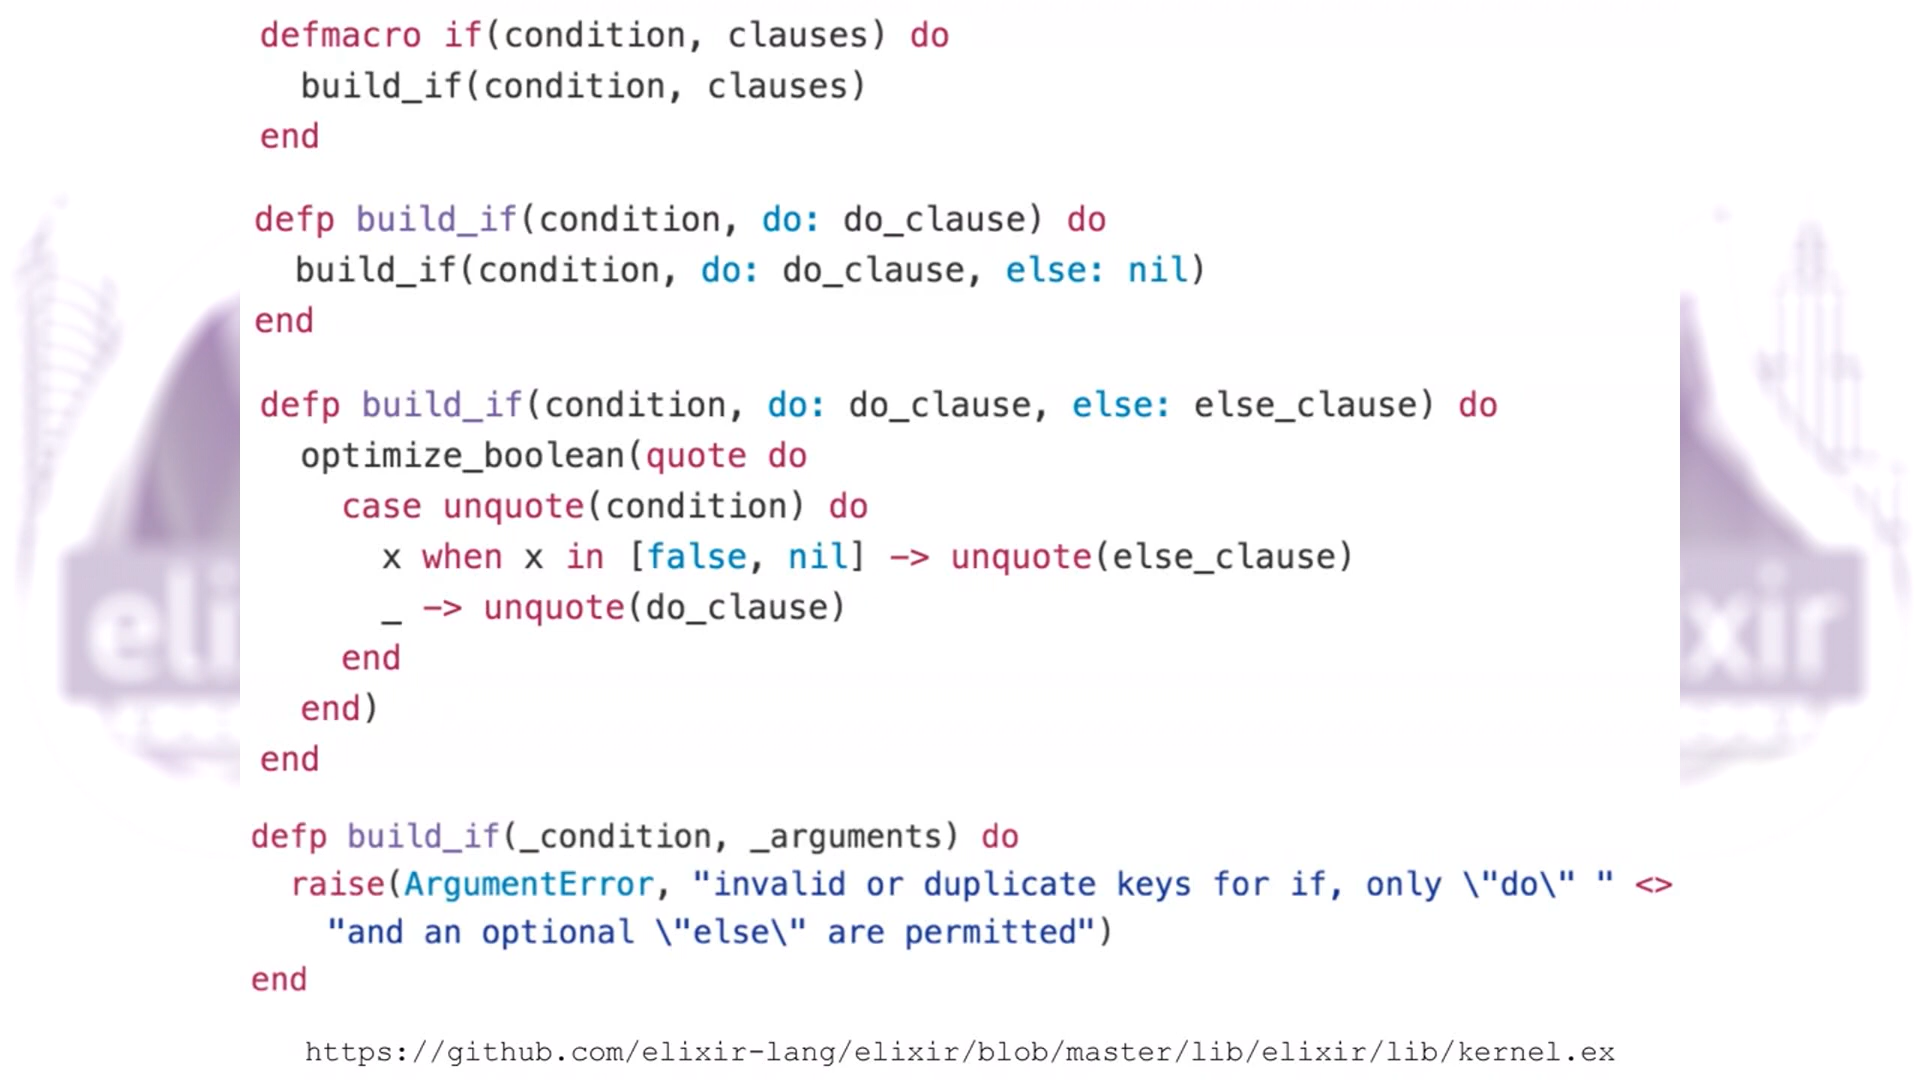 defmacro if(condition, clauses) do
build_if(condition, clauses)
end
defp build_if(condition, do: do_clause) do
build_if(condition, do: do_clause, else: nil)
end
defp build_if(condition, do: do_clause, else: else_clause) do
optimize_boolean(quote do
case unquote(condition) do
x when x in [false, nil] -> unquote(else_clause)
_ -> unquote(do_clause)
end
end)
end
defp build_if(_condition, _arguments) do
raise(ArgumentError, "invalid or duplicate keys for if, only \"do\" " <>
"and an optional \"else\" are permitted")
end
https://github.com/elixir-lang/elixir/blob/master/lib/elixir/lib/kernel.ex
eli
xir